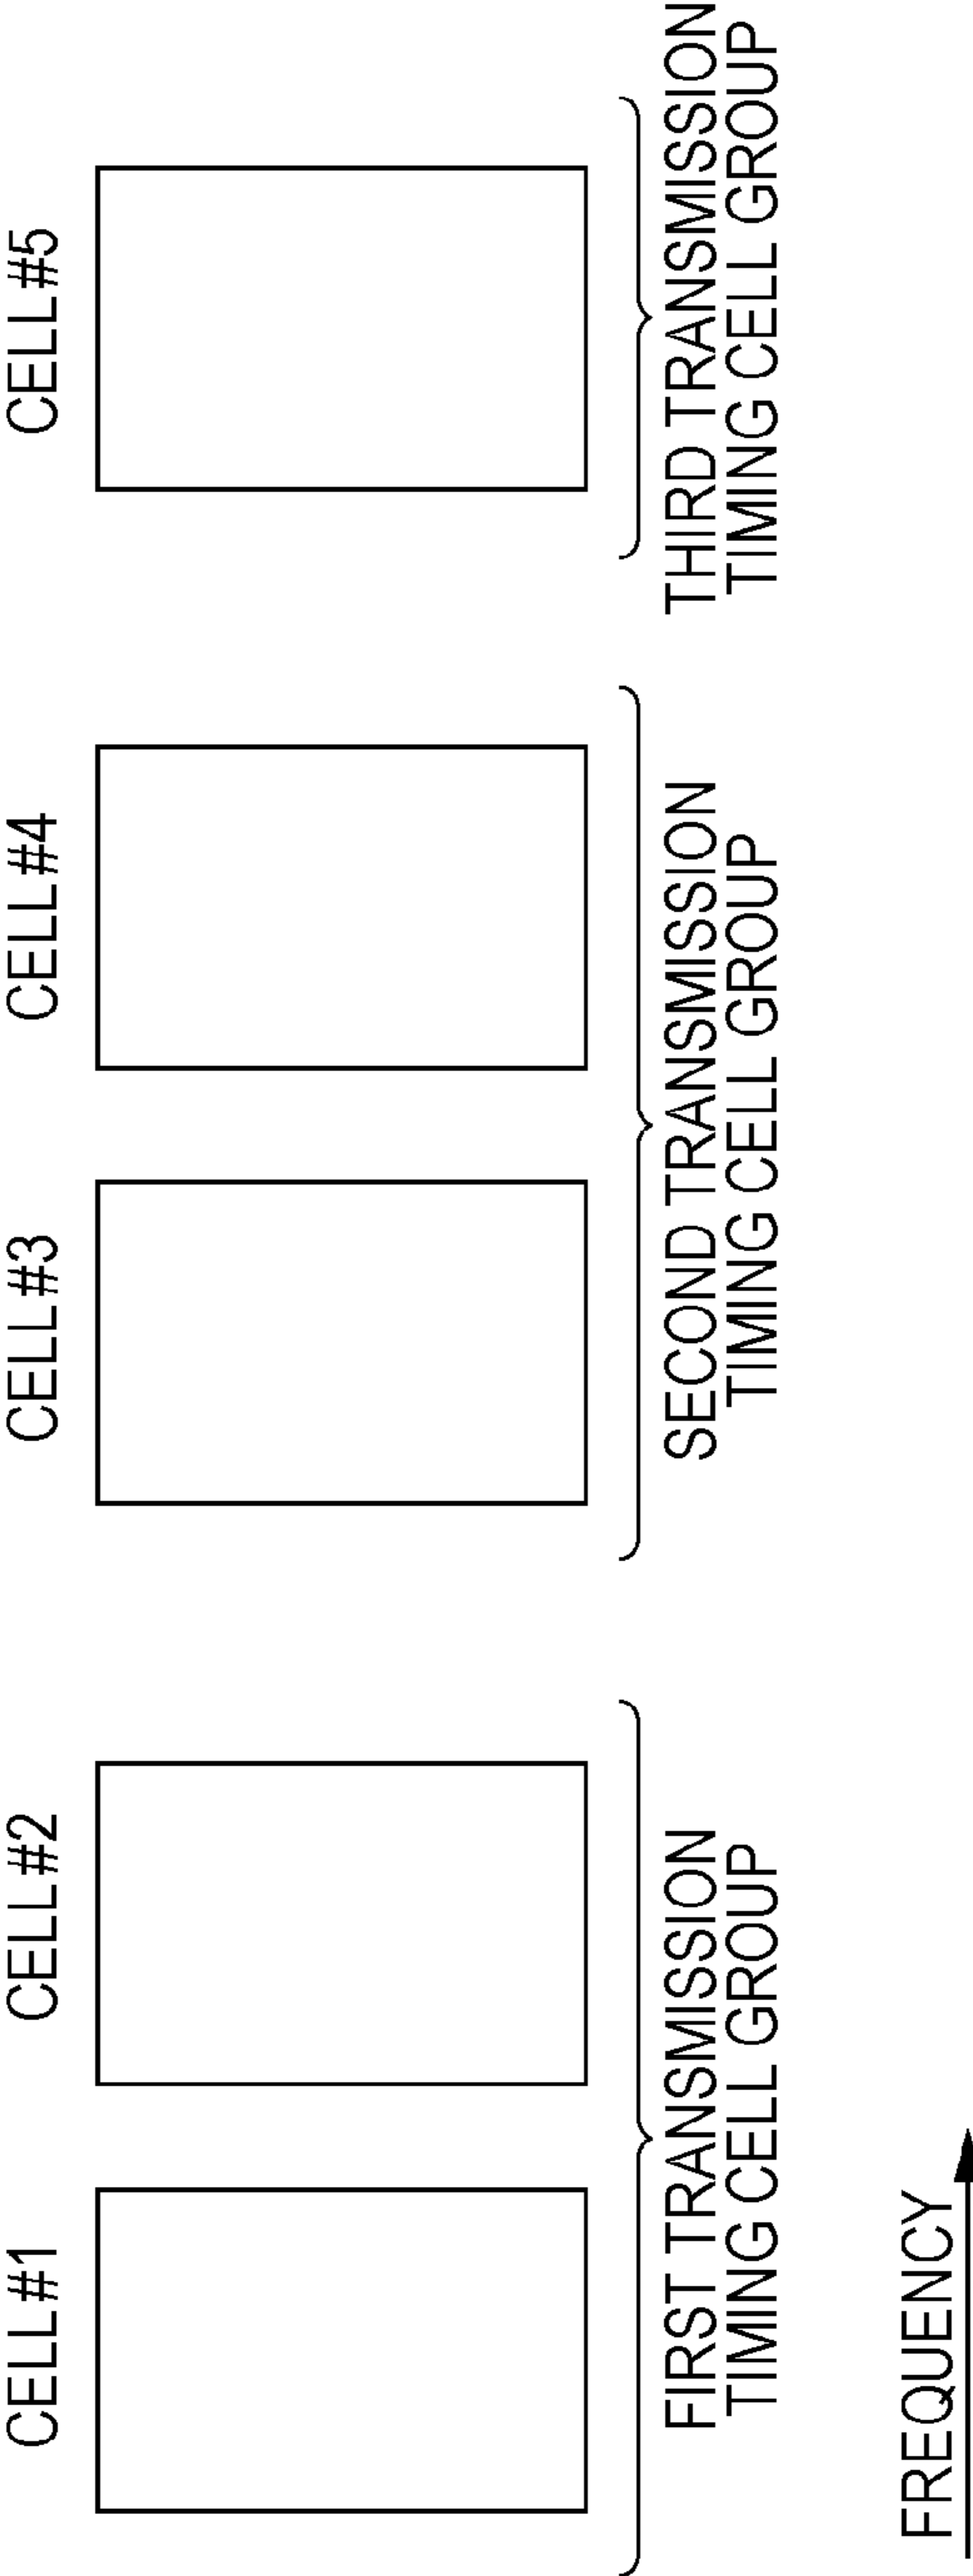 CELL#1
CELL#2
CELL#3
CELL#4
CELL#5
FIRST TRANSMISSION
TIMING CELL GROUP
SECOND TRANSMISSION
TIMING CELL GROUP
THIRD TRANSMISSION
TIMING CELL GROUP
FREQUENCY